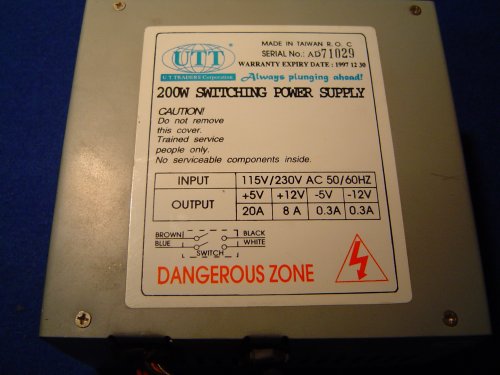 UTT
U T TRADERS Corporation
MADE IN TAIWAN R. O. C
SERIAL No.: AD71029
WARRANTY EXPIRY DATE : 1997 12 30
Always plunging ahead!
200W SWITCHING POWER SUPPLY
CAUTION!
Do not remove
this cover.
Trained service
people only.
No serviceable components inside.
INPUT 115V/230V AC 50/60HZ
OUTPUT +5V +12V -5V -12V
20A 8 A 0.3A 0.3A
BROWN BLACK
BLUE WHITE
SWITCH
DANGEROUS ZONE